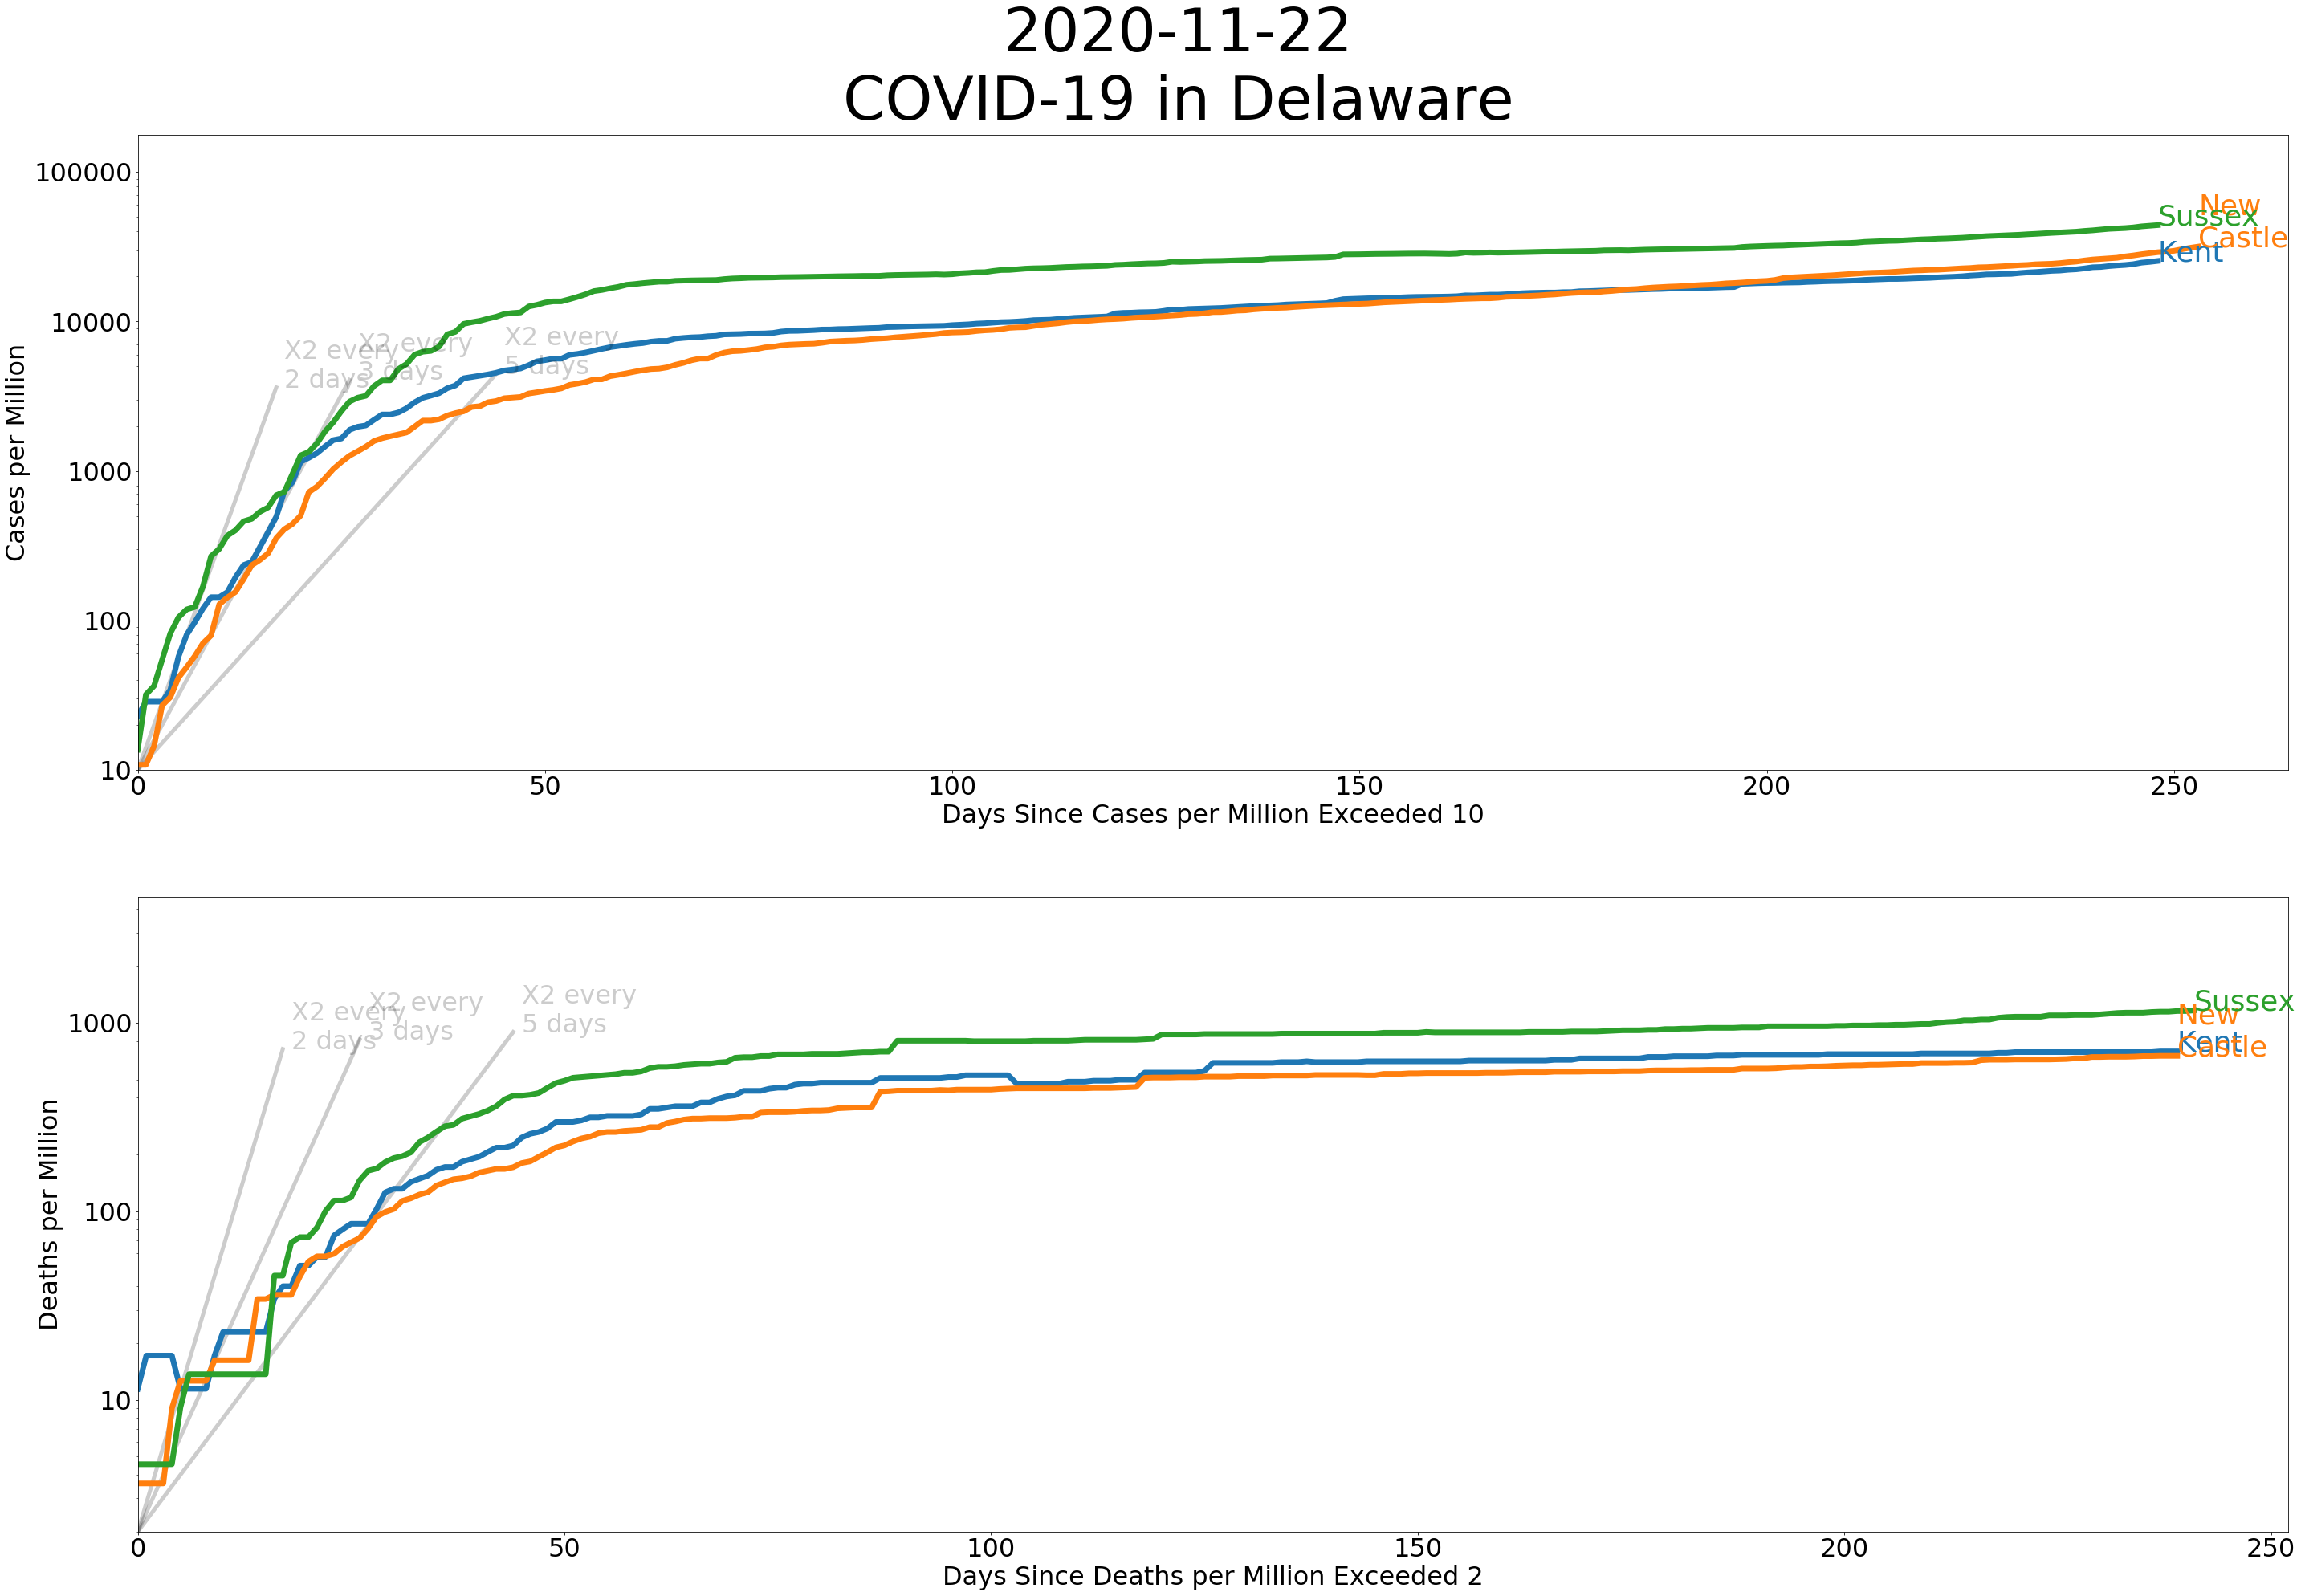 2020-11-22
COVID-19 in Delaware
100000
10000
1000
100
10
Cases per Million
X2 every
2 days
X2 every
3 days
X2 every
5 days
Sussex
New
Castle
Kent
0
50
100
150
200
250
Days Since Cases per Million Exceeded 10
1000
100
10
Deaths per Million
X2 every
2 days
X2 every
3 days
X2 every
5 days
Sussex
New
Castle
Kent
0
50
100
150
200
250
Days Since Deaths per Million Exceeded 2